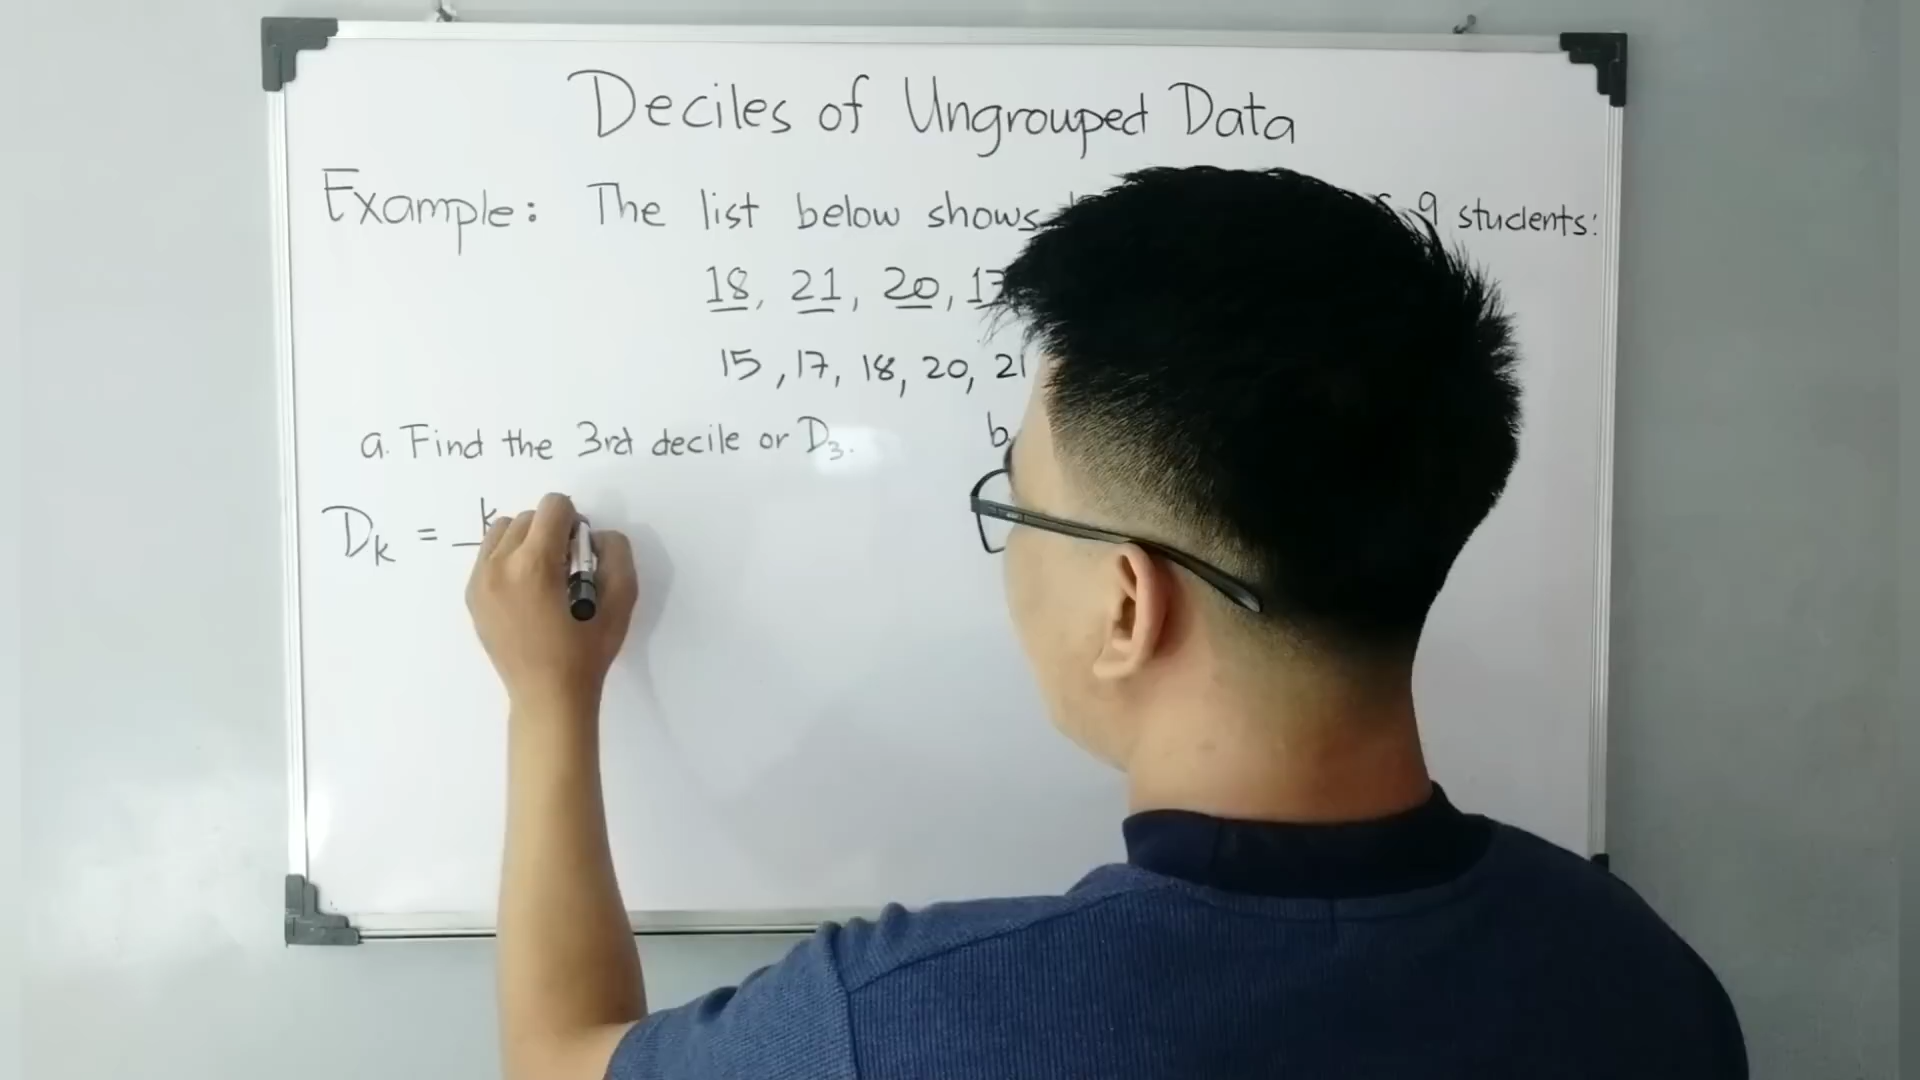 Deciles of Ungrouped Data
Example: The list below shows 9 students:
18, 21, 20, 17
15, 17, 18, 20, 21
a. Find the 3rd decile or D₃.
b.
Dₖ = k